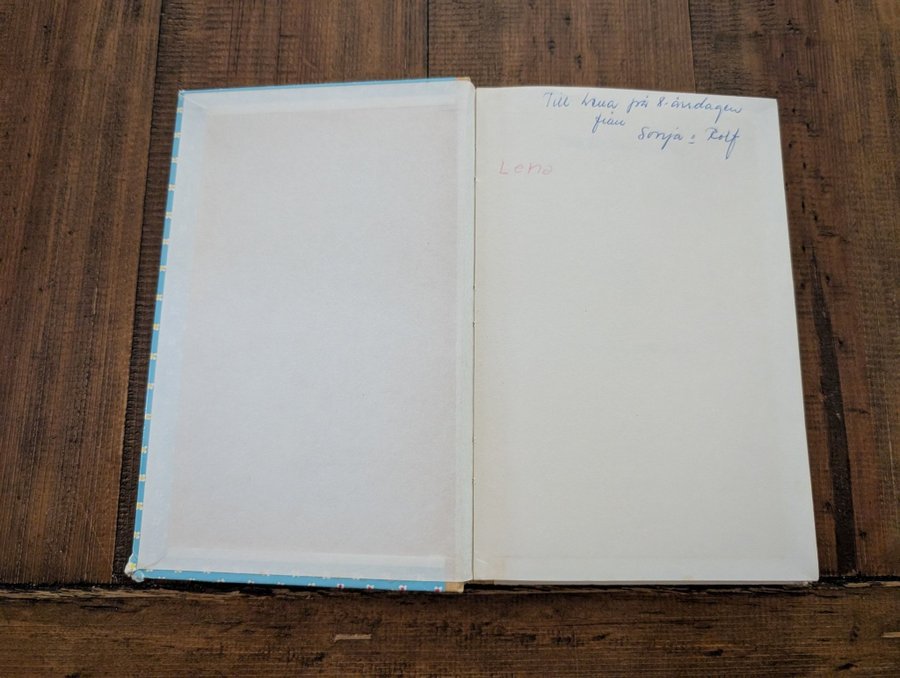 Till Lena på 8-årsdagen
från
Sonja o Rolf
Lena